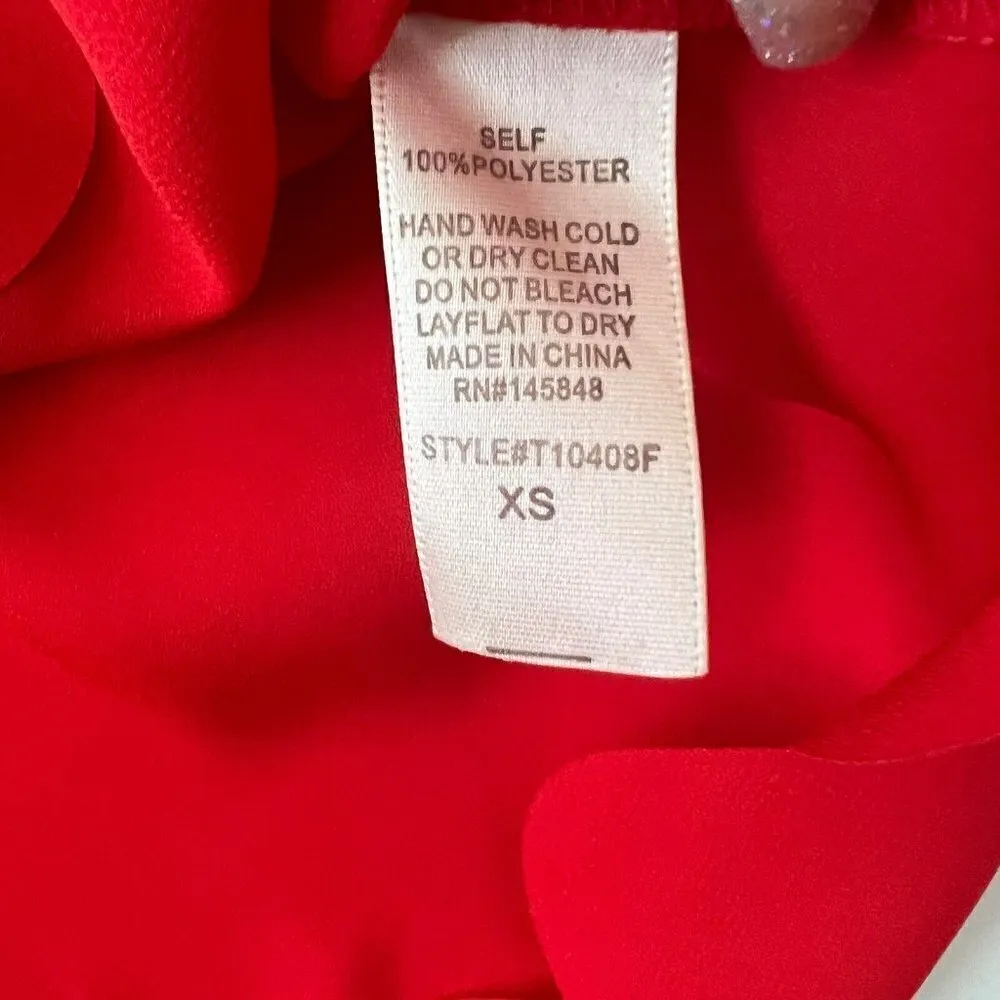 SELF
100%POLYESTER
HAND WASH COLD
OR DRY CLEAN
DO NOT BLEACH
LAYFLAT TO DRY
MADE IN CHINA
RN#145848
STYLE#T10408F
XS